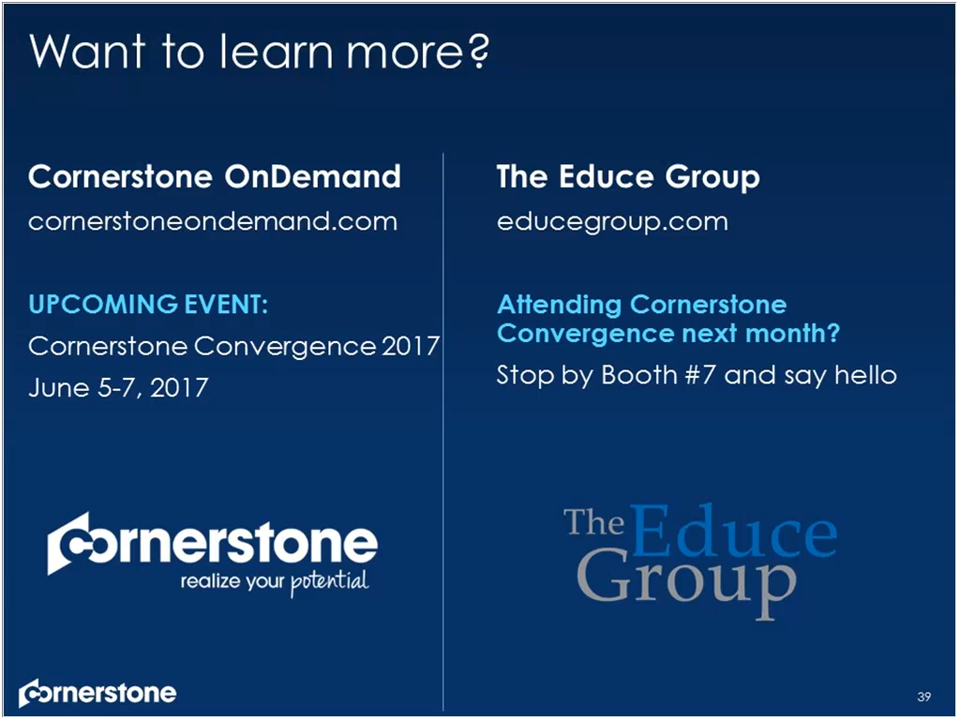 Want to learn more?
Cornerstone OnDemand
cornerstoneondemand.com
UPCOMING EVENT:
Cornerstone Convergence 2017
June 5-7, 2017
Cornerstone
realize your potential
The Educe Group
educegroup.com
Attending Cornerstone
Convergence next month?
Stop by Booth #7 and say hello
The Educe
Group
Cornerstone
39